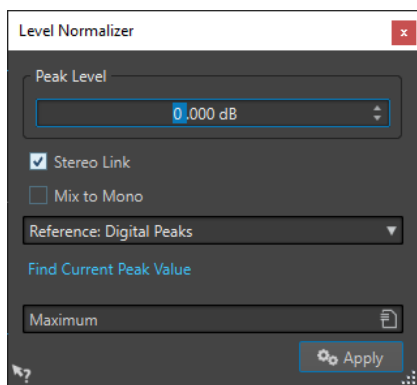 Level Normalizer
Peak Level
0.000 dB
Stereo Link
Mix to Mono
Reference: Digital Peaks
Find Current Peak Value
Maximum
Apply